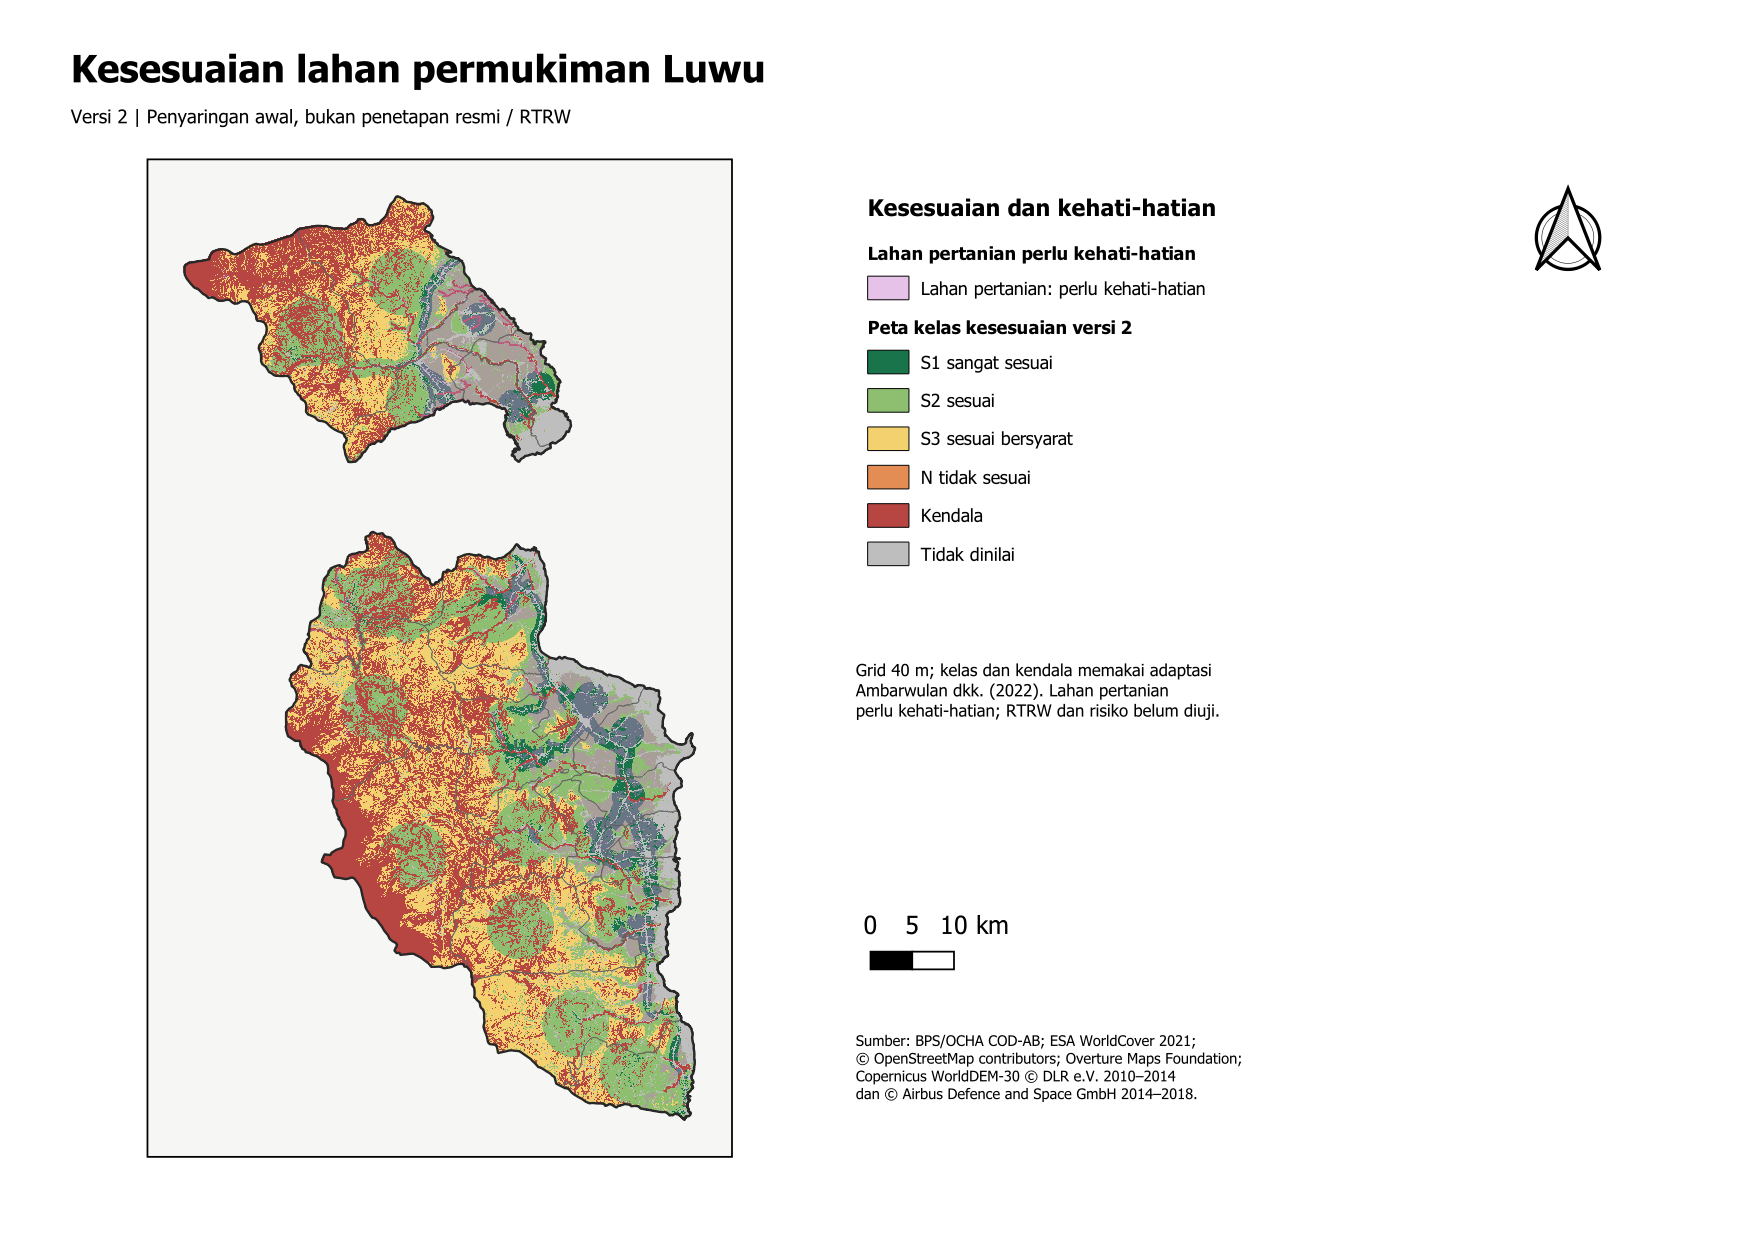 Kesesuaian lahan permukiman Luwu
Versi 2 | Penyaringan awal, bukan penetapan resmi / RTRW
Kesesuaian dan kehati-hatian
Lahan pertanian perlu kehati-hatian
Lahan pertanian: perlu kehati-hatian
Peta kelas kesesuaian versi 2
S1 sangat sesuai
S2 sesuai
S3 sesuai bersyarat
N tidak sesuai
Kendala
Tidak dinilai
Grid 40 m; kelas dan kendala memakai adaptasi
Ambarwulan dkk. (2022). Lahan pertanian
perlu kehati-hatian; RTRW dan risiko belum diuji.
0 5 10 km
Sumber: BPS/OCHA COD-AB; ESA WorldCover 2021;
© OpenStreetMap contributors; Overture Maps Foundation;
Copernicus WorldDEM-30 © DLR e.V. 2010–2014
dan © Airbus Defence and Space GmbH 2014–2018.